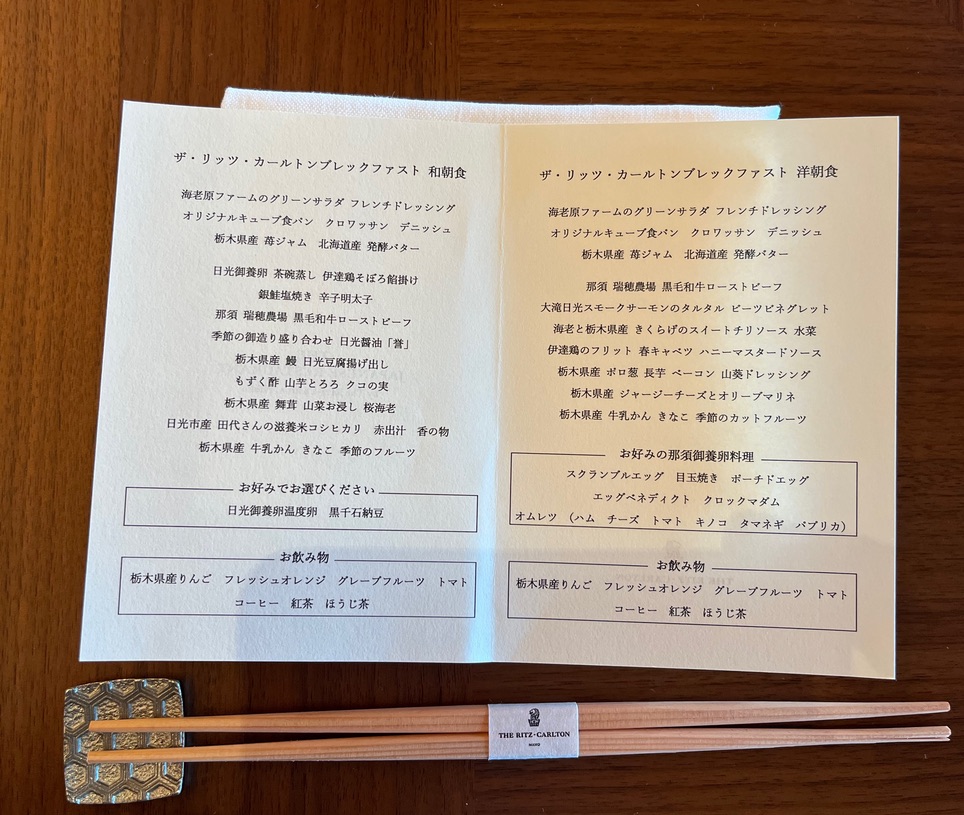 ザ・リッツ・カールトンブレックファスト 和朝食
海老原ファームのグリーンサラダ フレンチドレッシング
オリジナルキューブ食パン クロワッサン デニッシュ
栃木県産 苺ジャム 北海道産 発酵バター
日光御養卵 茶碗蒸し 伊達鶏そぼろ餡掛け
銀鮭塩焼き 辛子明太子
那須 瑞穂農場 黒毛和牛ローストビーフ
季節の御造り盛り合わせ 日光醤油「誉」
栃木県産 鰻 日光豆腐揚げ出し
もずく酢 山芋とろろ クコの実
栃木県産 舞茸 山菜お浸し 桜海老
日光市産 田代さんの滋養米コシヒカリ 赤出汁 香の物
栃木県産 牛乳かん きなこ 季節のフルーツ
お好みでお選びください
日光御養卵温度卵 黒千石納豆
お飲み物
栃木県産りんご フレッシュオレンジ グレープフルーツ トマト
コーヒー 紅茶 ほうじ茶
ザ・リッツ・カールトンブレックファスト 洋朝食
海老原ファームのグリーンサラダ フレンチドレッシング
オリジナルキューブ食パン クロワッサン デニッシュ
栃木県産 苺ジャム 北海道産 発酵バター
那須 瑞穂農場 黒毛和牛ローストビーフ
大滝日光スモークサーモンのタルタル ビーツビネグレット
海老と栃木県産 きくらげのスイートチリソース 水菜
伊達鶏のフリット 春キャベツ ハニーマスタードソース
栃木県産 ポロ葱 長芋 ベーコン 山葵ドレッシング
栃木県産 ジャージーチーズとオリーブマリネ
栃木県産 牛乳かん きなこ 季節のカットフルーツ
お好みの那須御養卵料理
スクランブルエッグ 目玉焼き ポーチドエッグ
エッグベネディクト クロックマダム
オムレツ （ハム チーズ トマト キノコ タマネギ パプリカ）
お飲み物
栃木県産りんご フレッシュオレンジ グレープフルーツ トマト
コーヒー 紅茶 ほうじ茶
THE RITZ-CARLTON
NIKKO